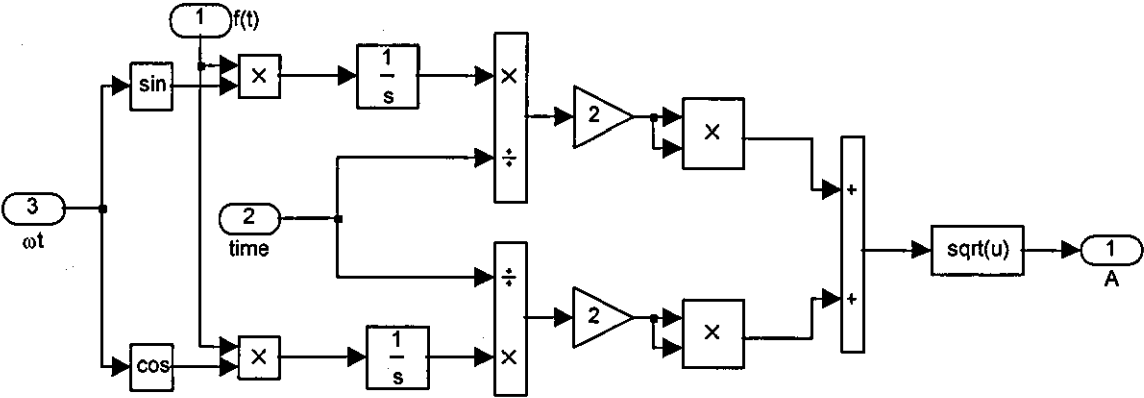 1
f(t)
sin
×
1
s
×
÷
2
×
3
ωt
2
time
+
+
sqrt(u)
1
A
÷
×
2
×
cos
×
1
s